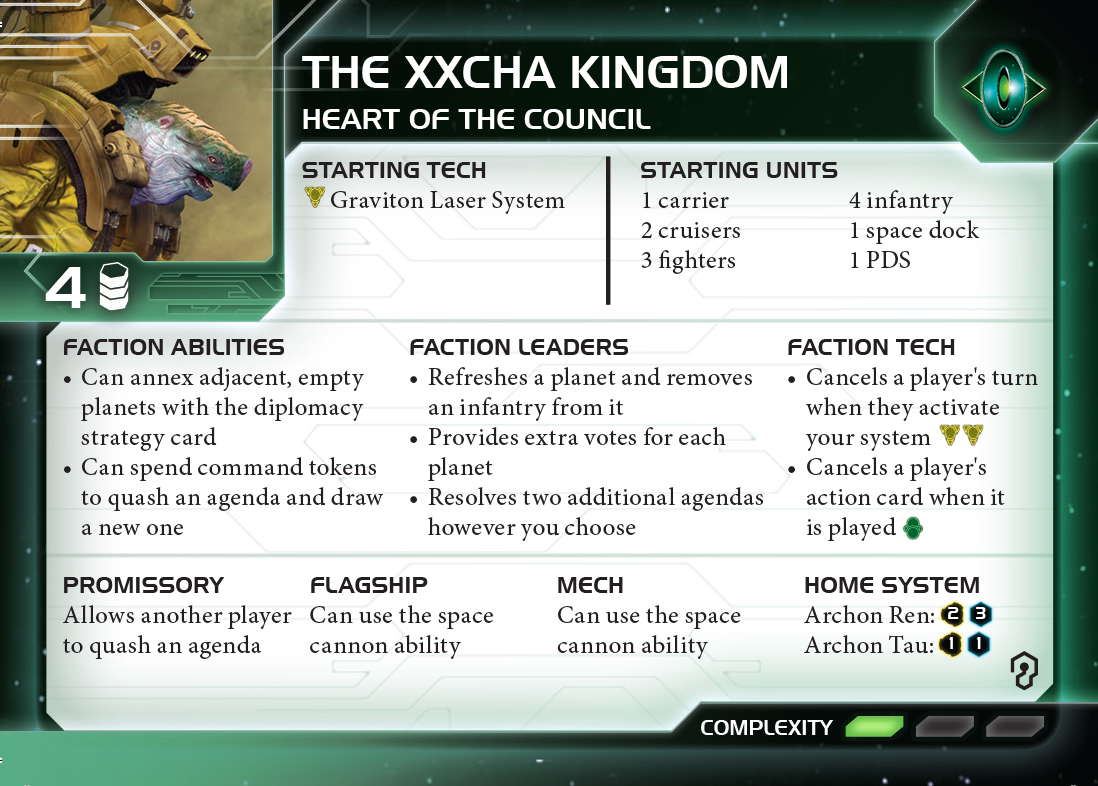 THE XXCHA KINGDOM
HEART OF THE COUNCIL
4
STARTING TECH
Graviton Laser System
STARTING UNITS
1 carrier
2 cruisers
3 fighters
4 infantry
1 space dock
1 PDS
FACTION ABILITIES
• Can annex adjacent, empty
planets with the diplomacy
strategy card
• Can spend command tokens
to quash an agenda and draw
a new one
FACTION LEADERS
• Refreshes a planet and removes
an infantry from it
• Provides extra votes for each
planet
• Resolves two additional agendas
however you choose
FACTION TECH
• Cancels a player's turn
when they activate
your system
• Cancels a player's
action card when it
is played
PROMISSORY
Allows another player
to quash an agenda
FLAGSHIP
Can use the space
cannon ability
MECH
Can use the space
cannon ability
HOME SYSTEM
Archon Ren: 2 3
Archon Tau: 1 1
COMPLEXITY